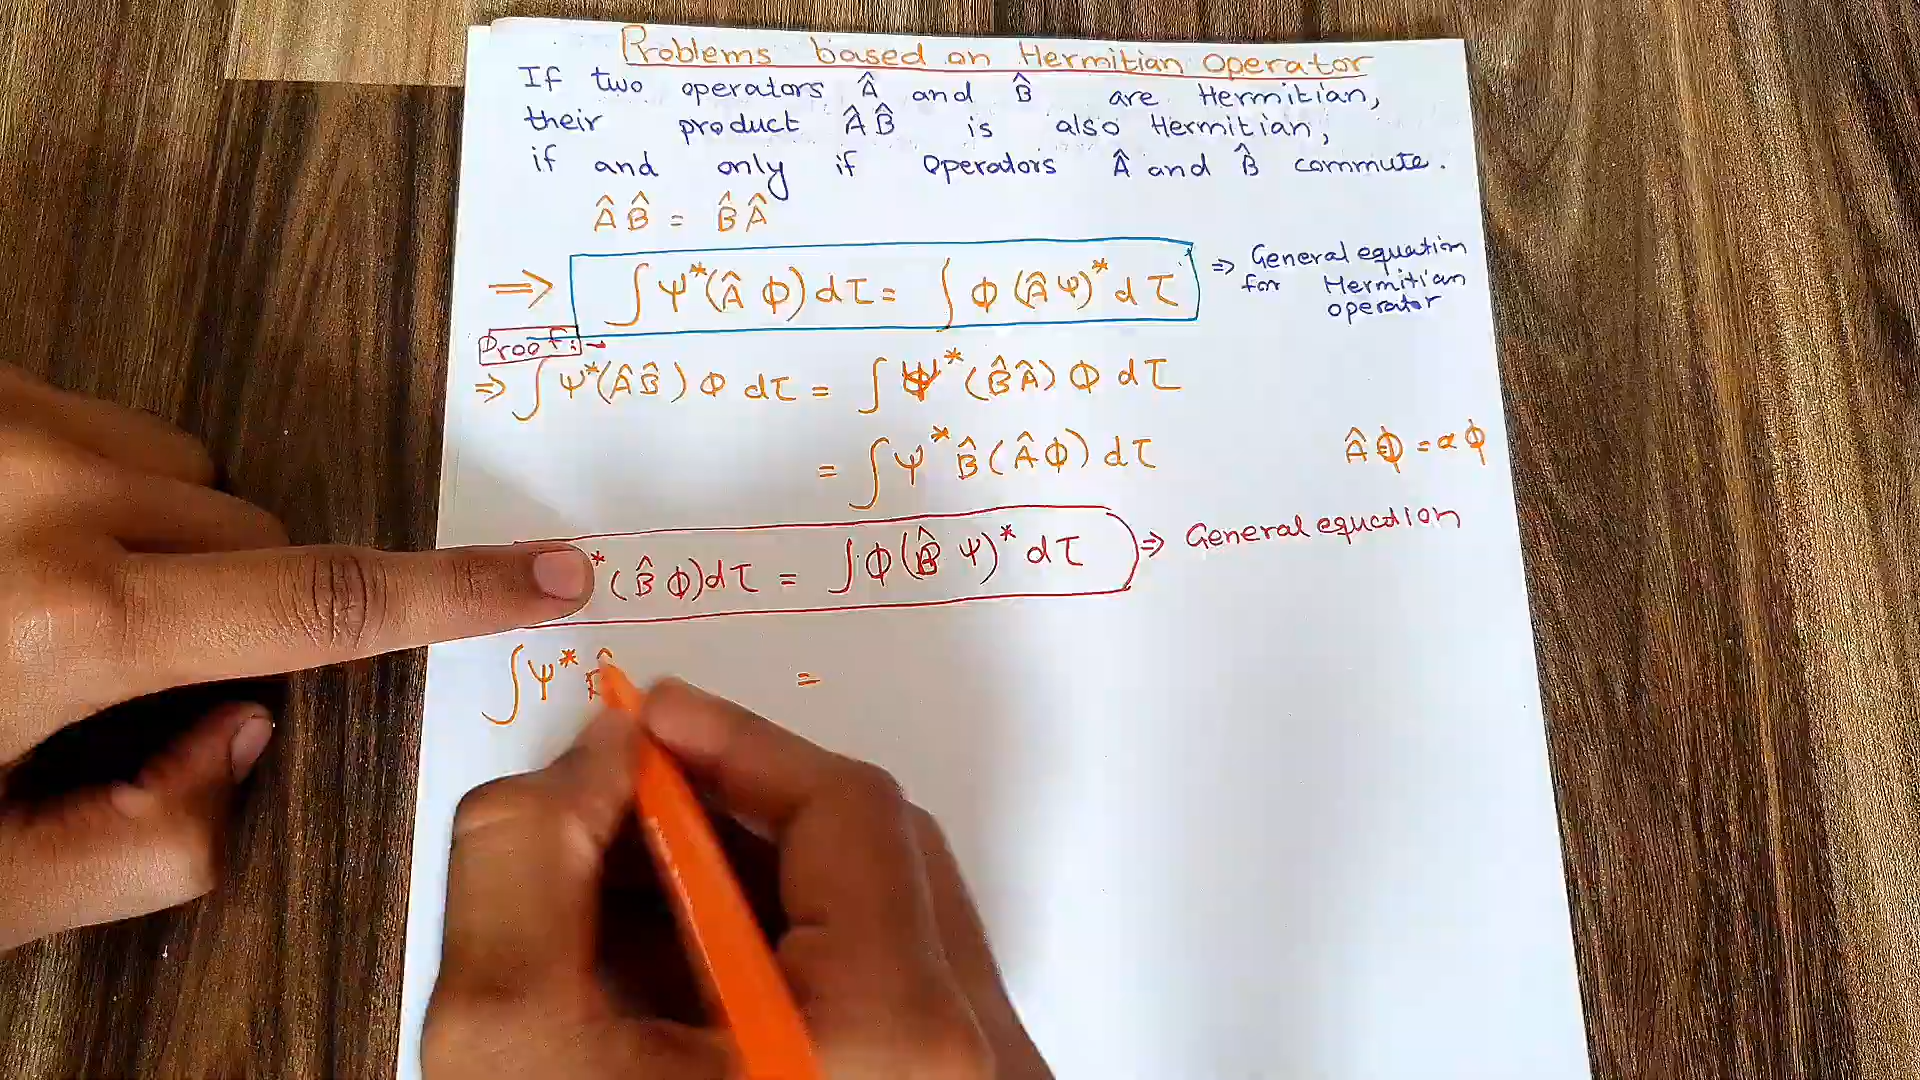 Problems based on Hermitian Operator
If two operators Â and B̂ are Hermitian,
their product ÂB̂ is also Hermitian,
if and only if Operators Â and B̂ commute.
ÂB̂ = B̂Â
⇒ ∫ψ*(Â ϕ)dτ = ∫ϕ(Âψ)*dτ ⇒ General equation
for Hermitian
operator
Proof:-
⇒ ∫ψ*(ÂB̂)ϕ dτ = ∫ψ*(B̂Â)ϕ dτ
= ∫ψ*B̂(Âϕ)dτ
Âϕ = αϕ
*(B̂ϕ)dτ = ∫ϕ(B̂ψ)*dτ ⇒ General equation
∫ψ* =